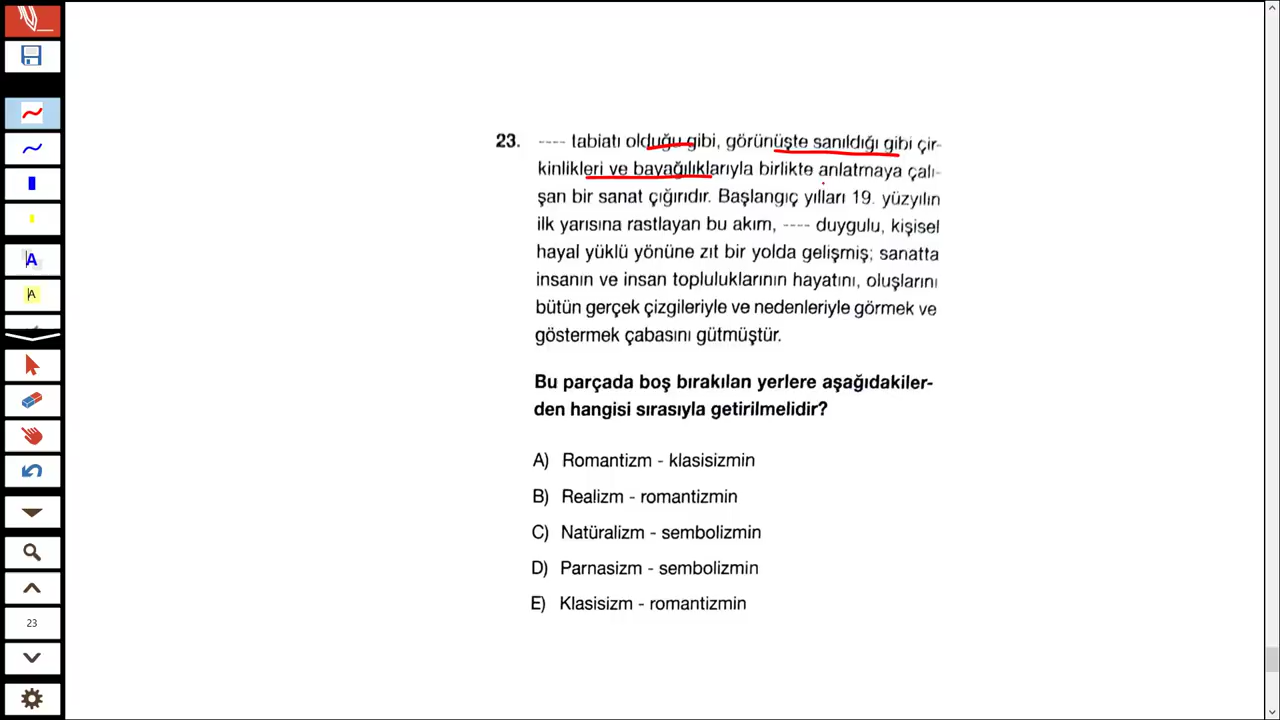 23. ---- tabiatı olduğu gibi, görünüşte sanıldığı gibi çir-
kinlikleri ve bayağılıklarıyla birlikte anlatmaya çalı-
şan bir sanat çığırıdır. Başlangıç yılları 19. yüzyılın
ilk yarısına rastlayan bu akım, ---- duygulu, kişisel
hayal yüklü yönüne zıt bir yolda gelişmiş; sanatta
insanın ve insan topluluklarının hayatını, oluşlarını
bütün gerçek çizgileriyle ve nedenleriyle görmek ve
göstermek çabasını gütmüştür.
Bu parçada boş bırakılan yerlere aşağıdakiler-
den hangisi sırasıyla getirilmelidir?
A) Romantizm - klasisizmin
B) Realizm - romantizmin
C) Natüralizm - sembolizmin
D) Parnasizm - sembolizmin
E) Klasisizm - romantizmin
A
A
23